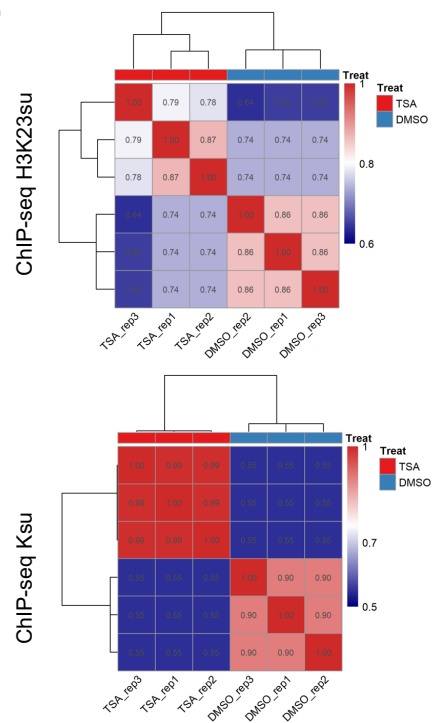 Treat
Treat
TSA
DMSO
1
0.8
0.6
ChIP-seq H3K23su
1.00 0.79 0.78 0.64
0.79 1.00 0.87 0.74 0.74 0.74
0.78 0.87 1.00 0.74 0.74 0.74
0.64 0.74 0.74 1.00 0.86 0.86
0.74 0.74 0.86 1.00 0.86
0.74 0.74 0.86 0.86 1.00
TSA_rep3 TSA_rep1 TSA_rep2 DMSO_rep2 DMSO_rep1 DMSO_rep3
Treat
Treat
TSA
DMSO
1
0.7
0.5
ChIP-seq Ksu
1.00 0.99 0.99 0.55 0.55 0.55
0.99 1.00 0.99 0.55 0.55 0.55
0.99 0.99 1.00 0.55 0.55 0.55
0.55 0.55 0.55 1.00 0.90 0.90
0.55 0.55 0.55 0.90 1.00 0.90
0.55 0.55 0.55 0.90 0.90 1.00
TSA_rep3 TSA_rep1 TSA_rep2 DMSO_rep3 DMSO_rep1 DMSO_rep2